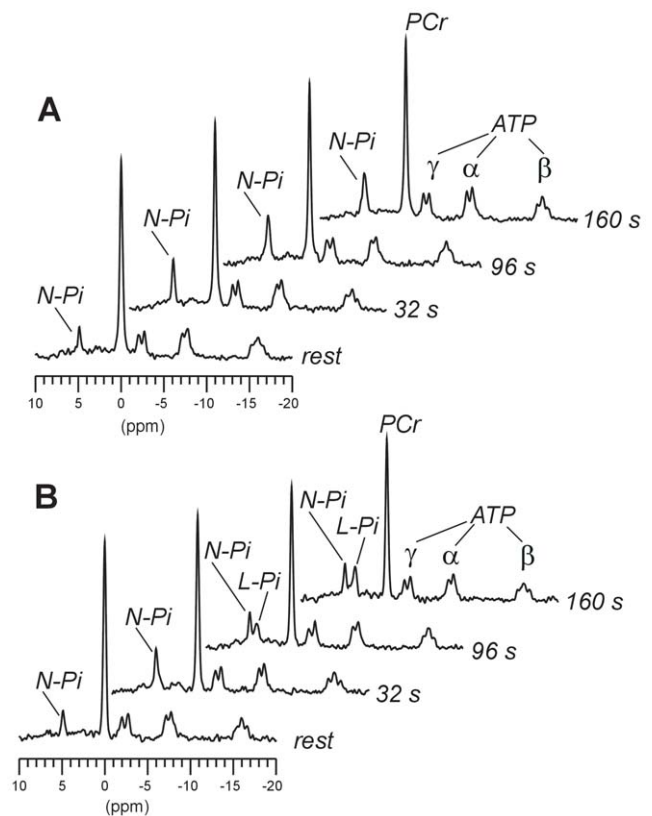 PCr
A
N-Pi
ATP
γ α β
N-Pi
160 s
N-Pi
96 s
N-Pi
32 s
rest
10 5 0 -5 -10 -15 -20
(ppm)
PCr
B
N-Pi
L-Pi
ATP
γ α β
N-Pi
L-Pi
160 s
N-Pi
96 s
N-Pi
32 s
rest
10 5 0 -5 -10 -15 -20
(ppm)